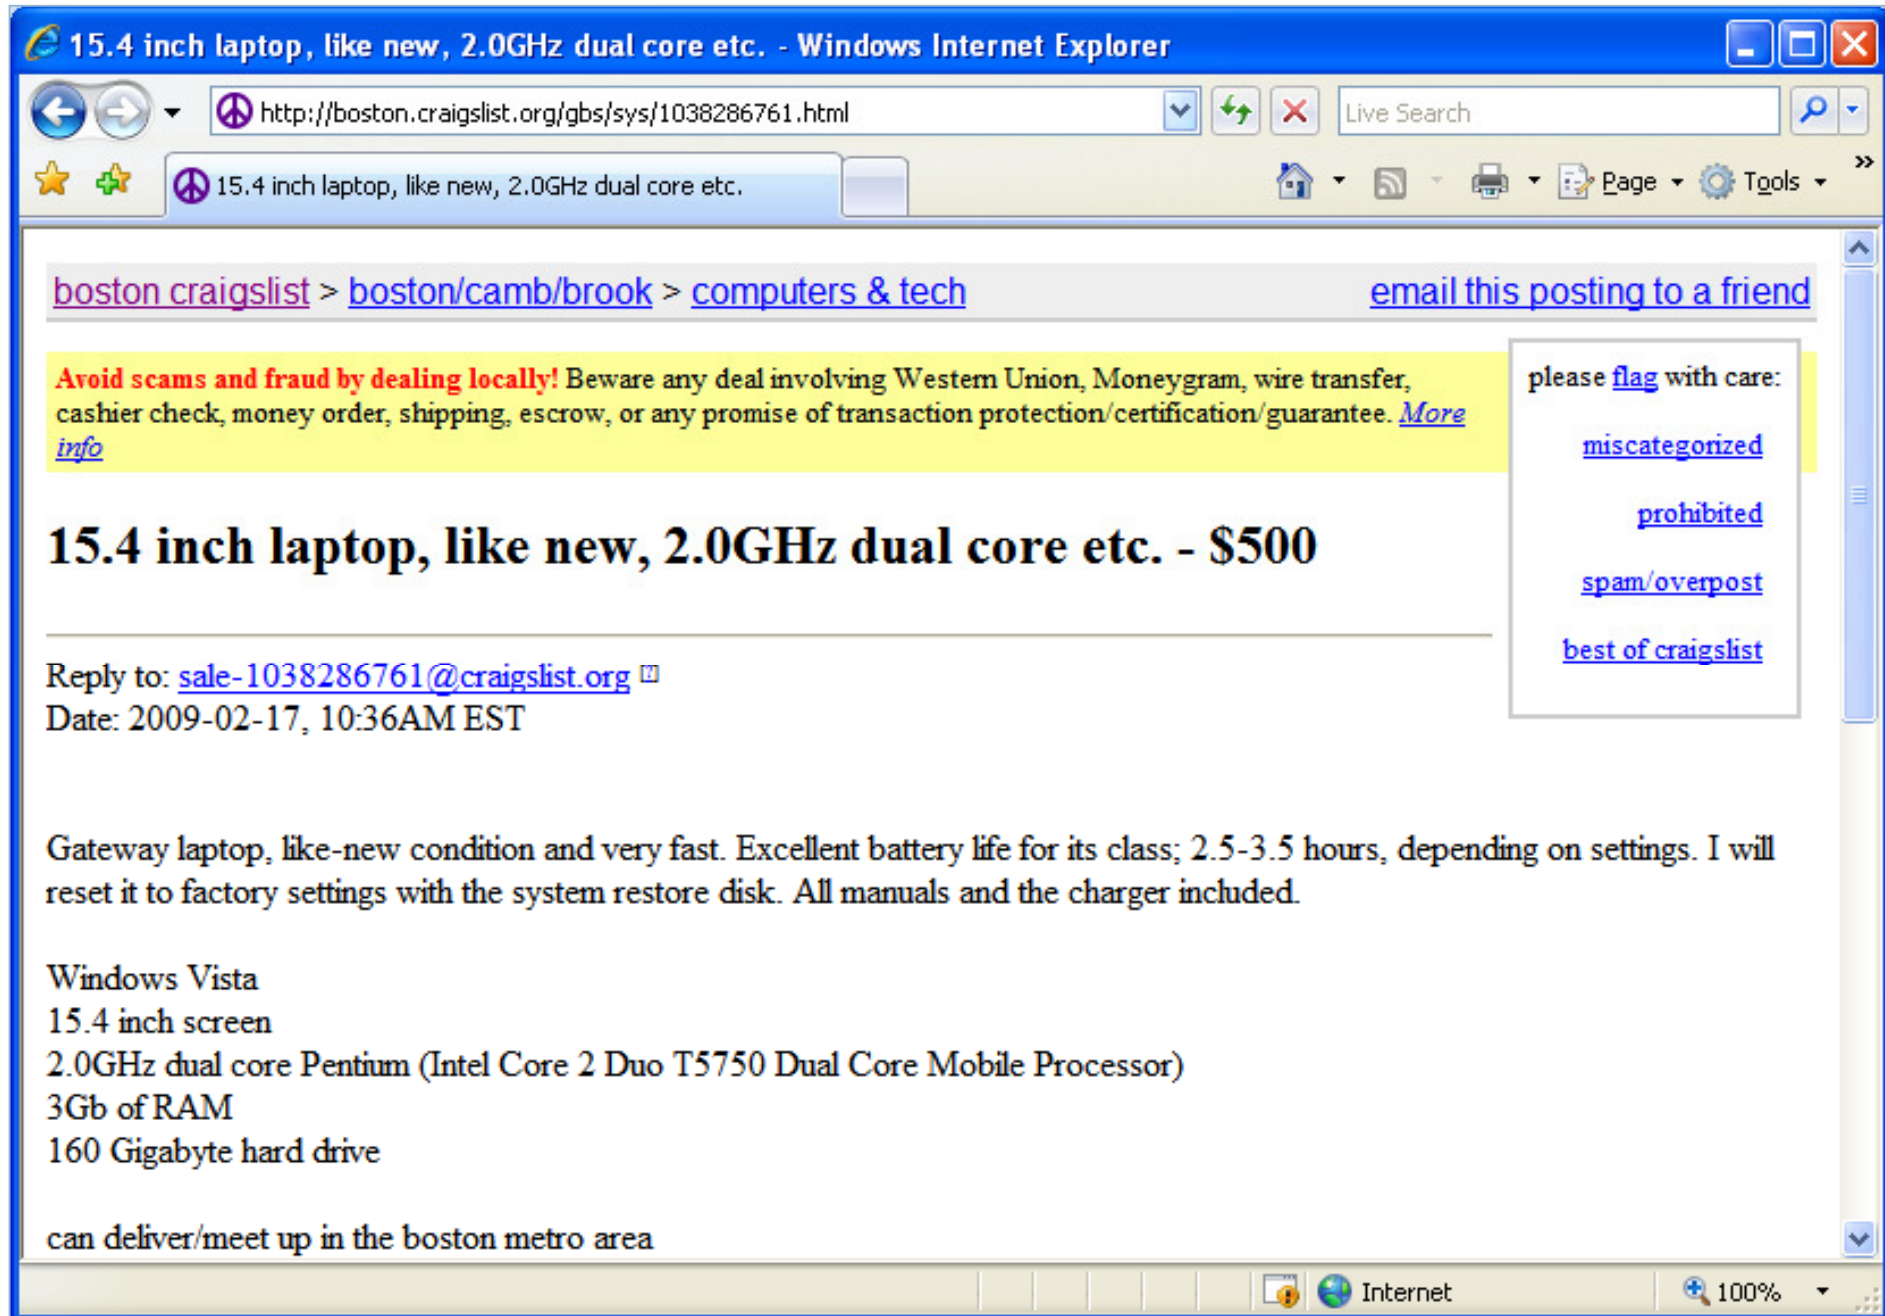 15.4 inch laptop, like new, 2.0GHz dual core etc. - Windows Internet Explorer
http://boston.craigslist.org/gbs/sys/1038286761.html
Live Search
15.4 inch laptop, like new, 2.0GHz dual core etc.
Page
Tools
»
boston craigslist > boston/camb/brook > computers & tech
email this posting to a friend
Avoid scams and fraud by dealing locally! Beware any deal involving Western Union, Moneygram, wire transfer,
cashier check, money order, shipping, escrow, or any promise of transaction protection/certification/guarantee. More
info
please flag with care:
miscategorized
prohibited
spam/overpost
best of craigslist
15.4 inch laptop, like new, 2.0GHz dual core etc. - $500
Reply to: sale-1038286761@craigslist.org [?]
Date: 2009-02-17, 10:36AM EST
Gateway laptop, like-new condition and very fast. Excellent battery life for its class; 2.5-3.5 hours, depending on settings. I will
reset it to factory settings with the system restore disk. All manuals and the charger included.
Windows Vista
15.4 inch screen
2.0GHz dual core Pentium (Intel Core 2 Duo T5750 Dual Core Mobile Processor)
3Gb of RAM
160 Gigabyte hard drive
can deliver/meet up in the boston metro area
Internet
100%